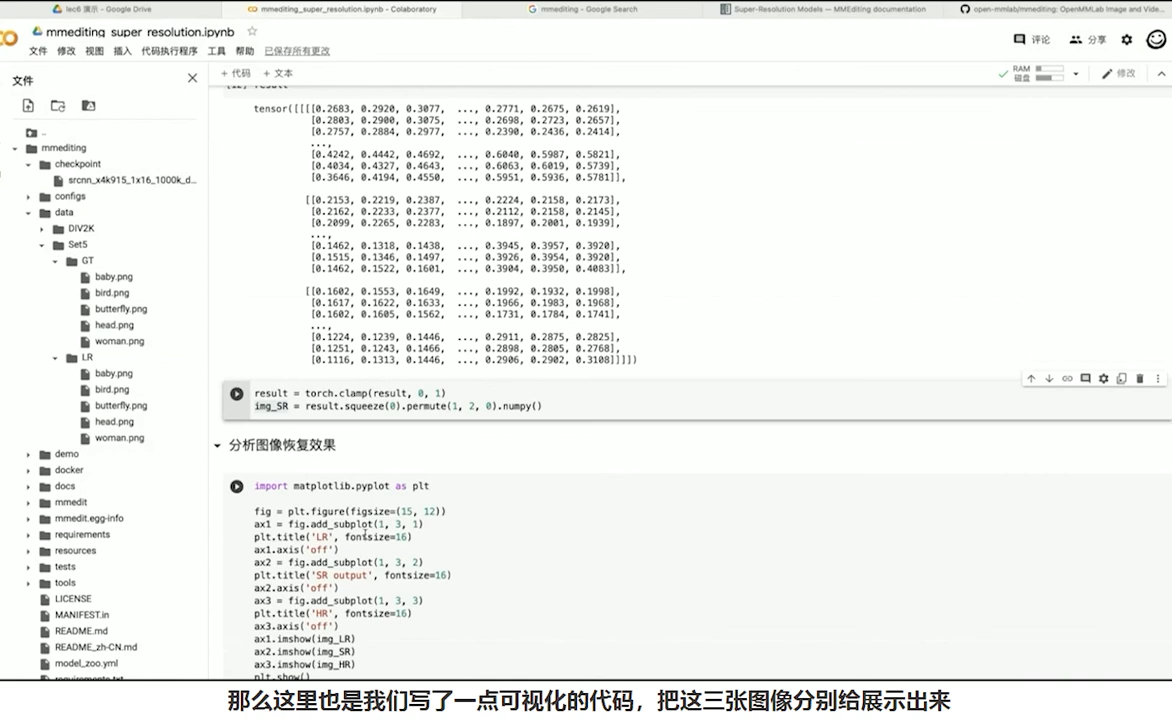 lec6 演示 - Google Drive
mmediting_super_resolution.ipynb - Colaboratory
mmediting - Google Search
Super-Resolution Models — MMEditing documentation
open-mmlab/mmediting: OpenMMLab Image and Vide...
mmediting_super_resolution.ipynb
评论
分享
文件 修改 视图 插入 代码执行程序 工具 帮助 已保存所有更改
文件
+ 代码 + 文本
RAM
磁盘
修改
..
mmediting
checkpoint
srcnn_x4k915_1x16_1000k_d...
configs
data
DIV2K
Set5
GT
baby.png
bird.png
butterfly.png
head.png
woman.png
LR
baby.png
bird.png
butterfly.png
head.png
woman.png
demo
docker
docs
mmedit
mmedit.egg-info
requirements
resources
tests
tools
LICENSE
MANIFEST.in
README.md
README_zh-CN.md
model_zoo.yml
requirements.txt
[12] result
tensor([[[[0.2683, 0.2920, 0.3077, ..., 0.2771, 0.2675, 0.2619],
[0.2803, 0.2900, 0.3075, ..., 0.2698, 0.2723, 0.2657],
[0.2757, 0.2884, 0.2977, ..., 0.2390, 0.2436, 0.2414],
...,
[0.4242, 0.4442, 0.4692, ..., 0.6040, 0.5987, 0.5821],
[0.4034, 0.4327, 0.4643, ..., 0.6063, 0.6019, 0.5739],
[0.3646, 0.4194, 0.4550, ..., 0.5951, 0.5936, 0.5781]],
[[0.2153, 0.2219, 0.2387, ..., 0.2224, 0.2158, 0.2173],
[0.2162, 0.2233, 0.2377, ..., 0.2112, 0.2158, 0.2145],
[0.2099, 0.2265, 0.2283, ..., 0.1897, 0.2001, 0.1939],
...,
[0.1462, 0.1318, 0.1438, ..., 0.3945, 0.3957, 0.3920],
[0.1515, 0.1346, 0.1497, ..., 0.3926, 0.3954, 0.3920],
[0.1462, 0.1522, 0.1601, ..., 0.3904, 0.3950, 0.4083]],
[[0.1602, 0.1553, 0.1649, ..., 0.1992, 0.1932, 0.1998],
[0.1617, 0.1622, 0.1633, ..., 0.1966, 0.1983, 0.1968],
[0.1602, 0.1605, 0.1562, ..., 0.1731, 0.1784, 0.1741],
...,
[0.1224, 0.1239, 0.1446, ..., 0.2911, 0.2875, 0.2825],
[0.1251, 0.1243, 0.1466, ..., 0.2898, 0.2805, 0.2768],
[0.1116, 0.1313, 0.1446, ..., 0.2906, 0.2902, 0.3108]]]])
result = torch.clamp(result, 0, 1)
img_SR = result.squeeze(0).permute(1, 2, 0).numpy()
分析图像恢复效果
import matplotlib.pyplot as plt
fig = plt.figure(figsize=(15, 12))
ax1 = fig.add_subplot(1, 3, 1)
plt.title('LR', fontsize=16)
ax1.axis('off')
ax2 = fig.add_subplot(1, 3, 2)
plt.title('SR output', fontsize=16)
ax2.axis('off')
ax3 = fig.add_subplot(1, 3, 3)
plt.title('HR', fontsize=16)
ax3.axis('off')
ax1.imshow(img_LR)
ax2.imshow(img_SR)
ax3.imshow(img_HR)
plt.show()
那么这里也是我们写了一点可视化的代码，把这三张图像分别给展示出来